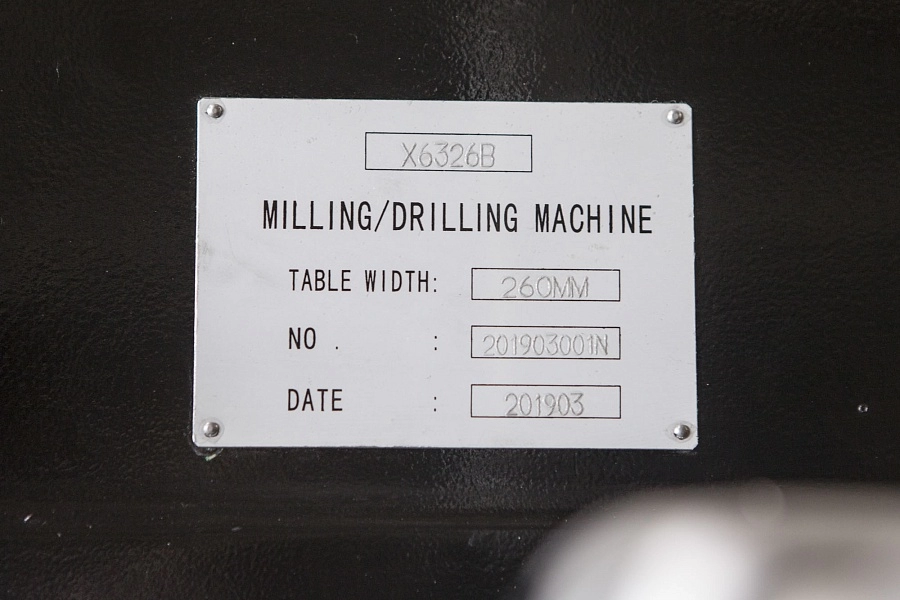 X6326B
MILLING/DRILLING MACHINE
TABLE WIDTH: 260MM
NO . : 201903001N
DATE : 201903